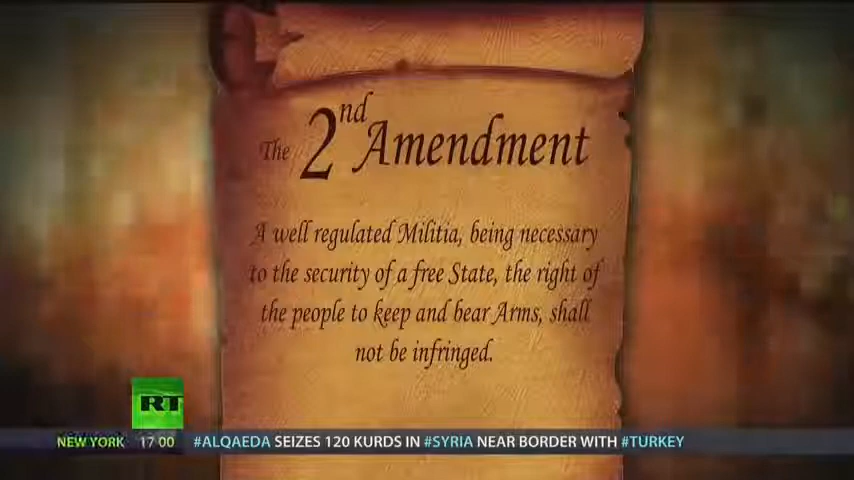 The 2nd Amendment
A well regulated Militia, being necessary
to the security of a free State, the right of
the people to keep and bear Arms, shall
not be infringed.
RT
NEW YORK 17:00 #ALQAEDA SEIZES 120 KURDS IN #SYRIA NEAR BORDER WITH #TURKEY